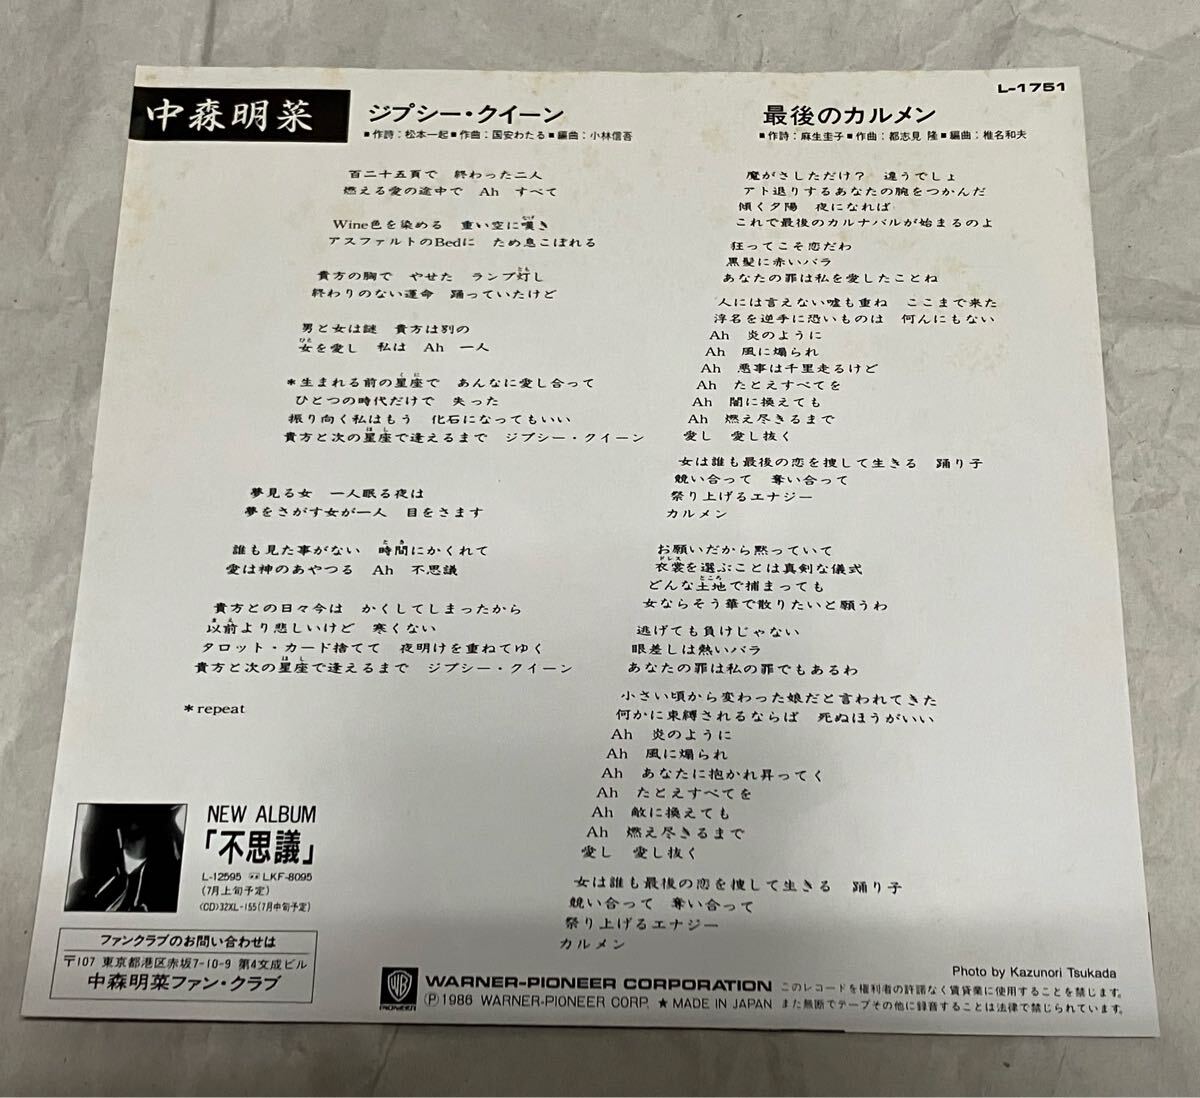 L-1751
中森明菜
ジプシー・クイーン
■作詩：松本一起■作曲：国安わたる■編曲：小林信吾
百二十五頁で　終わった二人
燃える愛の途中で　Ah　すべて
Wine色を染める　重い空に嘆き
アスファルトのBedに　ため息こぼれる
貴方の胸で　やせた　ランプ灯し
終わりのない運命　踊っていたけど
男と女は謎　貴方は別の
女を愛し　私は　Ah　一人
＊生まれる前の星座で　あんなに愛し合って
ひとつの時代だけで　失った
振り向く私はもう　化石になってもいい
貴方と次の星座で逢えるまで　ジプシー・クイーン
夢見る女　一人眠る夜は
夢をさがす女が一人　目をさます
誰も見た事がない　時間にかくれて
愛は神のあやつる　Ah　不思議
貴方との日々今は　かくしてしまったから
以前より悲しいけど　寒くない
タロット・カード捨てて　夜明けを重ねてゆく
貴方と次の星座で逢えるまで　ジプシー・クイーン
＊repeat
最後のカルメン
■作詩：麻生圭子■作曲：都志見 隆■編曲：椎名和夫
魔がさしただけ？　違うでしょ
アト退りするあなたの腕をつかんだ
傾く夕陽　夜になれば
これで最後のカルナバルが始まるのよ
狂ってこそ恋だわ
黒髪に赤いバラ
あなたの罪は私を愛したことね
人には言えない嘘も重ね　ここまで来た
浮名を逆手に恐いものは　何んにもない
Ah　炎のように
Ah　風に煽られ
Ah　悪事は千里走るけど
Ah　たとえすべてを
Ah　闇に換えても
Ah　燃え尽きるまで
愛し　愛し抜く
女は誰も最後の恋を捜して生きる　踊り子
競い合って　奪い合って
祭り上げるエナジー
カルメン
お願いだから黙っていて
衣裳を選ぶことは真剣な儀式
どんな土地で捕まっても
女ならそう華で散りたいと願うわ
逃げても負けじゃない
眼差しは熱いバラ
あなたの罪は私の罪でもあるわ
小さい頃から変わった娘だと言われてきた
何かに束縛されるならば　死ぬほうがいい
Ah　炎のように
Ah　風に煽られ
Ah　あなたに抱かれ昇ってく
Ah　たとえすべてを
Ah　敵に換えても
Ah　燃え尽きるまで
愛し　愛し抜く
女は誰も最後の恋を捜して生きる　踊り子
競い合って　奪い合って
祭り上げるエナジー
カルメン
NEW ALBUM
「不思議」
L-12595 LKF-8095
(7月上旬予定)
〈CD〉32XL-155(7月中旬予定)
ファンクラブのお問い合わせは
〒107 東京都港区赤坂7-10-9 第4文成ビル
中森明菜ファン・クラブ
Photo by Kazunori Tsukada
PIONEER
WARNER-PIONEER CORPORATION
Ⓟ1986 WARNER-PIONEER CORP. ★ MADE IN JAPAN
このレコードを権利者の許諾なく賃貸業に使用することを禁じます。
また無断でテープその他に録音することは法律で禁じられています。